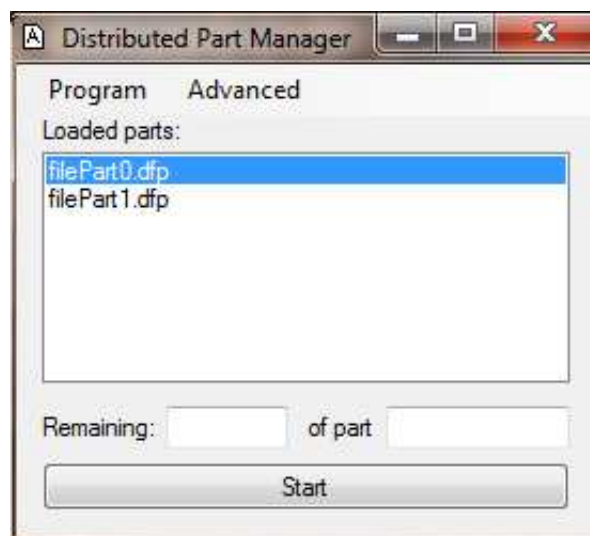 A Distributed Part Manager
Program Advanced
Loaded parts:
filePart0.dfp
filePart1.dfp
Remaining: of part
Start